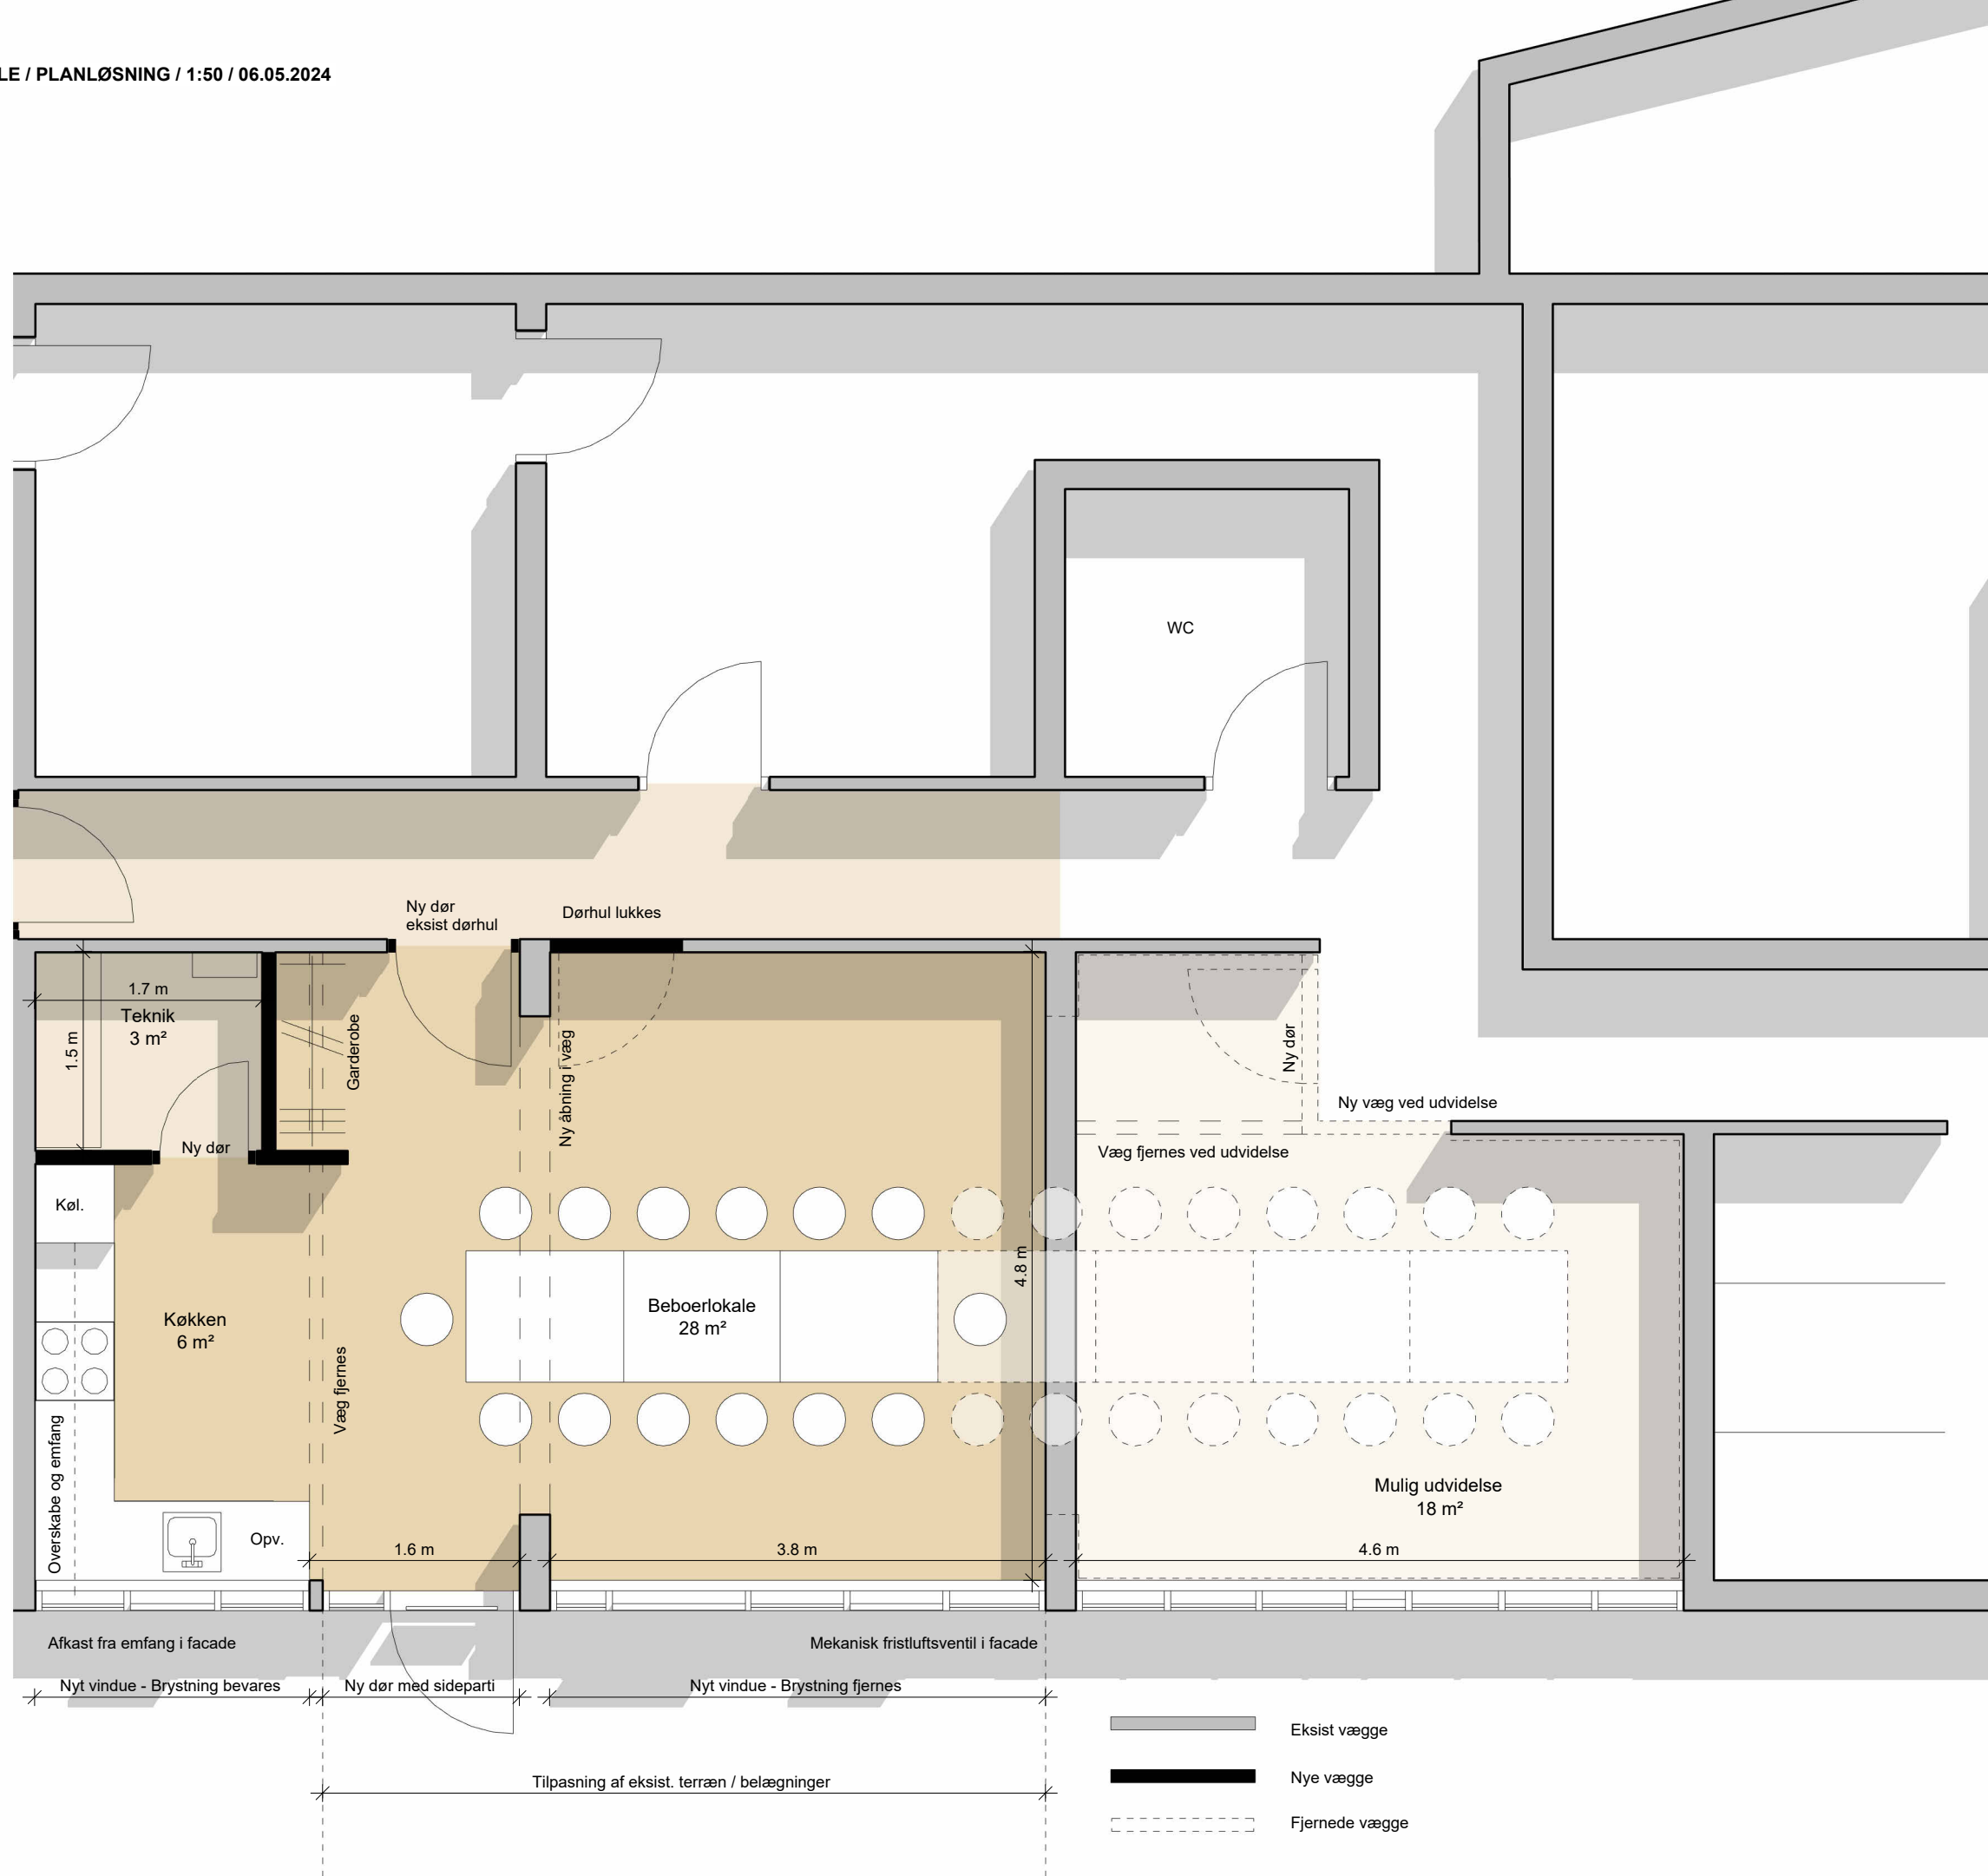 LE / PLANLØSNING / 1:50 / 06.05.2024
WC
Ny dør
eksist dørhul
Dørhul lukkes
1.7 m
Teknik
3 m²
1.5 m
Garderobe
Ny åbning i væg
Ny dør
Ny dør
Ny væg ved udvidelse
Væg fjernes ved udvidelse
Køl.
4.8 m
Køkken
6 m²
Beboerlokale
28 m²
Væg fjernes
Overskabe og emfang
Mulig udvidelse
18 m²
Opv.
1.6 m
3.8 m
4.6 m
Afkast fra emfang i facade
Mekanisk fristluftsventil i facade
Nyt vindue - Brystning bevares
Ny dør med sideparti
Nyt vindue - Brystning fjernes
Eksist vægge
Nye vægge
Tilpasning af eksist. terræn / belægninger
Fjernede vægge